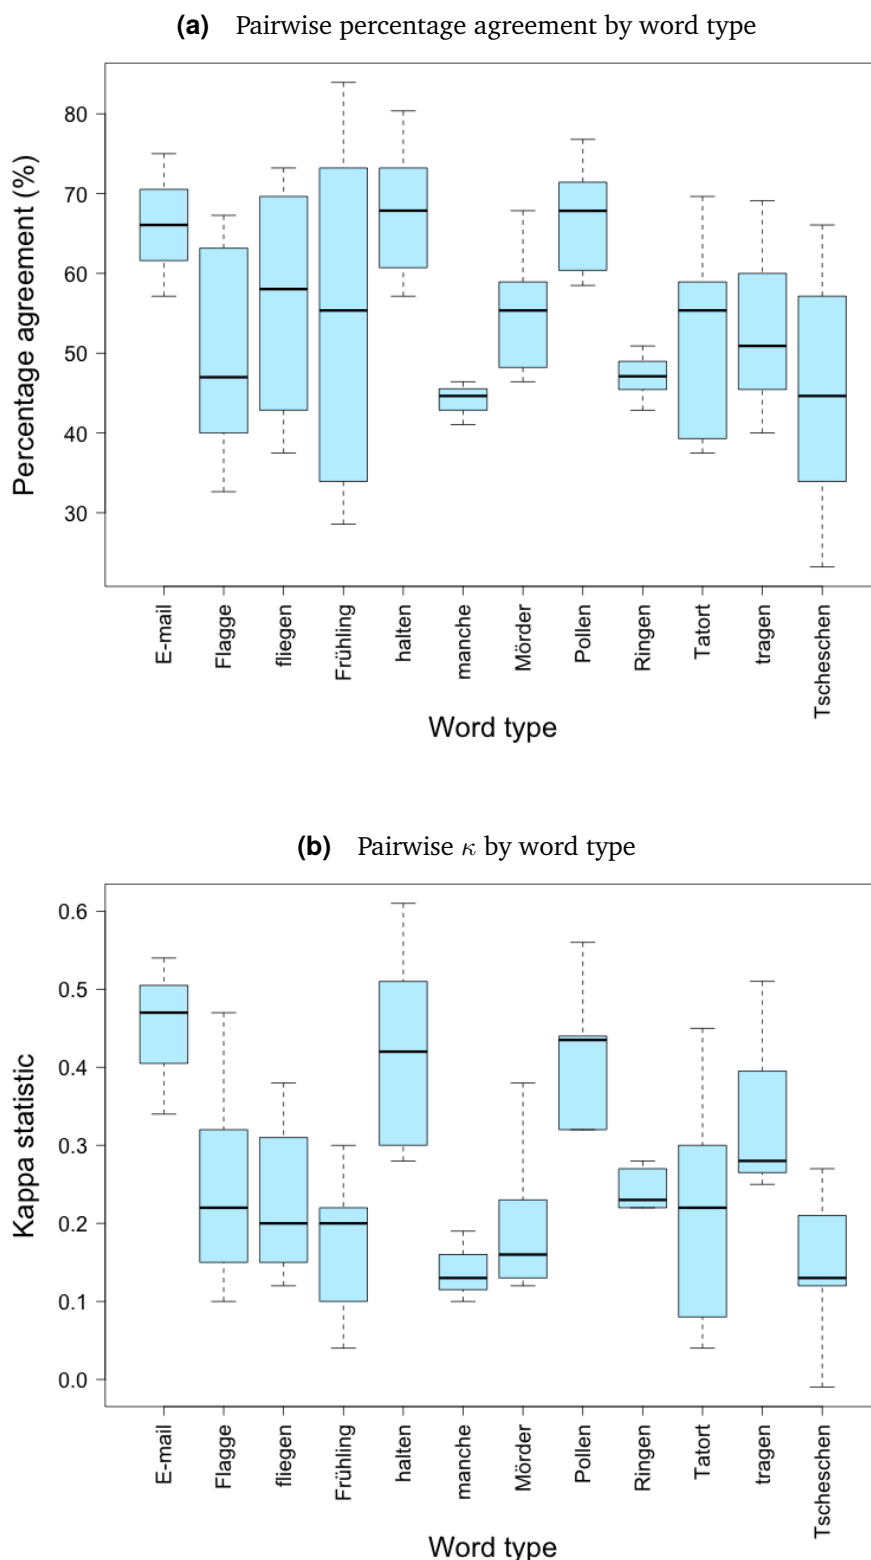 (a) Pairwise percentage agreement by word type
Percentage agreement (%)
80
70
60
50
40
30
E-mail
Flagge
fliegen
Frühling
halten
manche
Mörder
Pollen
Ringen
Tatort
tragen
Tscheschen
Word type
(b) Pairwise κ by word type
Kappa statistic
0.6
0.5
0.4
0.3
0.2
0.1
0.0
E-mail
Flagge
fliegen
Frühling
halten
manche
Mörder
Pollen
Ringen
Tatort
tragen
Tscheschen
Word type